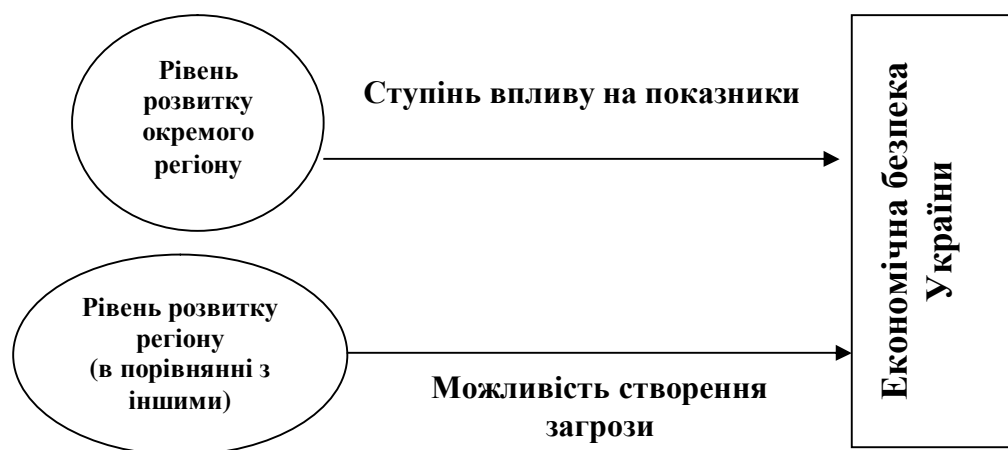 Рівень
розвитку
окремого
регіону
Ступінь впливу на показники
Рівень розвитку
регіону
(в порівнянні з
іншими)
Можливість створення
загрози
Економічна безпека
України